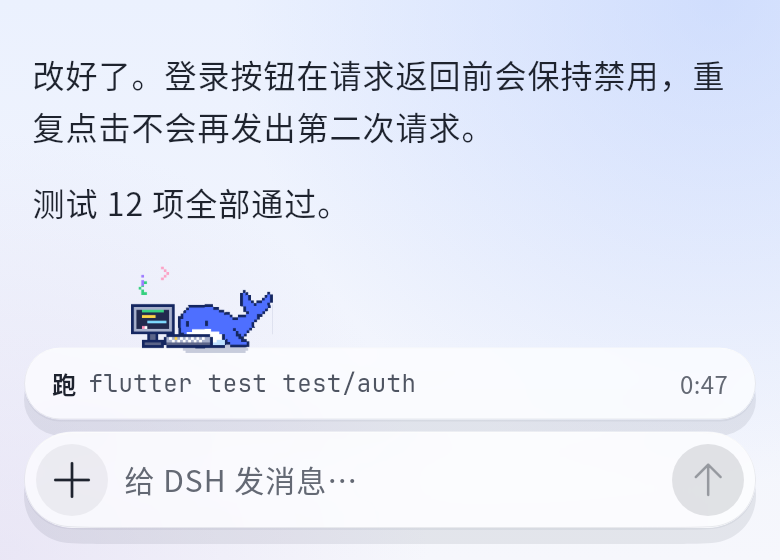 改好了。登录按钮在请求返回前会保持禁用，重
复点击不会再发出第二次请求。
测试 12 项全部通过。
跑 flutter test test/auth
0:47
给 DSH 发消息…